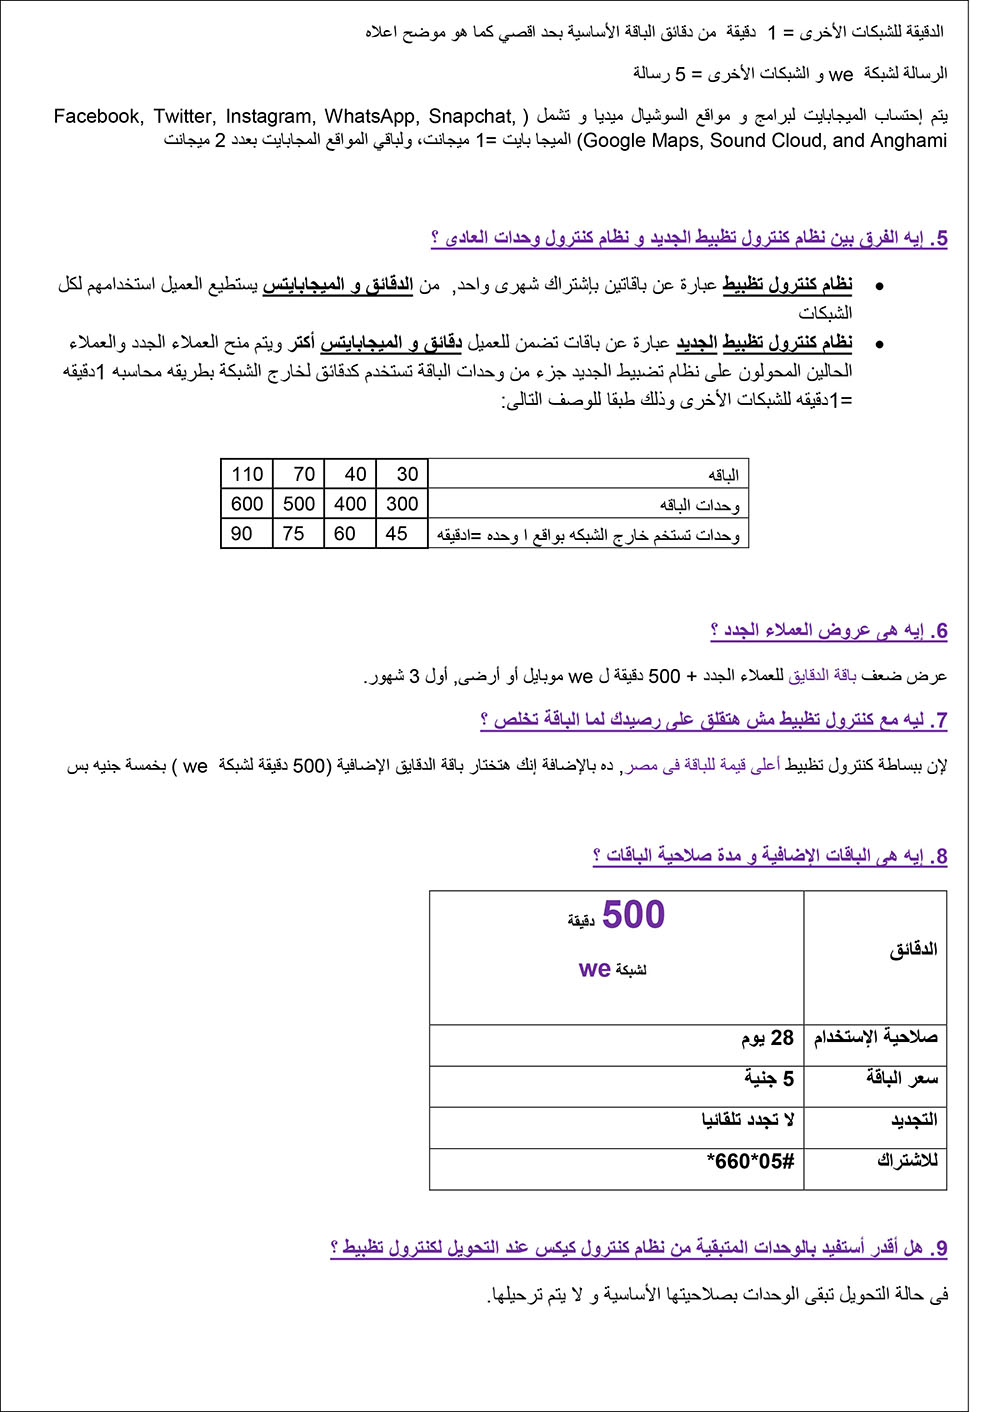 الدقيقة للشبكات الأخرى = 1 دقيقة من دقائق الباقة الأساسية بحد اقصي كما هو موضح اعلاه
الرسالة لشبكة we و الشبكات الأخرى = 5 رسالة
يتم إحتساب الميجابايت لبرامج و مواقع السوشيال ميديا و تشمل ( Facebook, Twitter, Instagram, WhatsApp, Snapchat,
Google Maps, Sound Cloud, and Anghami) الميجا بايت =1 ميجانت، ولباقي المواقع المجابايت بعدد 2 ميجانت
5. إيه الفرق بين نظام كنترول تظبيط الجديد و نظام كنترول وحدات العادى ؟
• نظام كنترول تظبيط عبارة عن باقاتين بإشتراك شهرى واحد, من الدقائق و الميجابايتس يستطيع العميل استخدامهم لكل
الشبكات
• نظام كنترول تظبيط الجديد عبارة عن باقات تضمن للعميل دقائق و الميجابايتس أكتر ويتم منح العملاء الجدد والعملاء
الحالين المحولون على نظام تضبيط الجديد جزء من وحدات الباقة تستخدم كدقائق لخارج الشبكة بطريقه محاسبه 1دقيقه
=1دقيقه للشبكات الأخرى وذلك طبقا للوصف التالى:
الباقه 30 40 70 110
وحدات الباقه 300 400 500 600
وحدات تستخم خارج الشبكه بواقع ا وحده =ادقيقه 45 60 75 90
6. إيه هى عروض العملاء الجدد ؟
عرض ضعف باقة الدقايق للعملاء الجدد + 500 دقيقة ل we موبايل أو أرضى, أول 3 شهور.
7. ليه مع كنترول تظبيط مش هتقلق على رصيدك لما الباقة تخلص ؟
لإن ببساطة كنترول تظبيط أعلى قيمة للباقة فى مصر, ده بالإضافة إنك هتختار باقة الدقايق الإضافية (500 دقيقة لشبكة we ) بخمسة جنيه بس
8. إيه هى الباقات الإضافية و مدة صلاحية الباقات ؟
الدقائق 500 دقيقة
لشبكة we
صلاحية الإستخدام 28 يوم
سعر الباقة 5 جنية
التجديد لا تجدد تلقائيا
للاشتراك *660*05#
9. هل أقدر أستفيد بالوحدات المتبقية من نظام كنترول كيكس عند التحويل لكنترول تظبيط ؟
فى حالة التحويل تبقى الوحدات بصلاحيتها الأساسية و لا يتم ترحيلها.